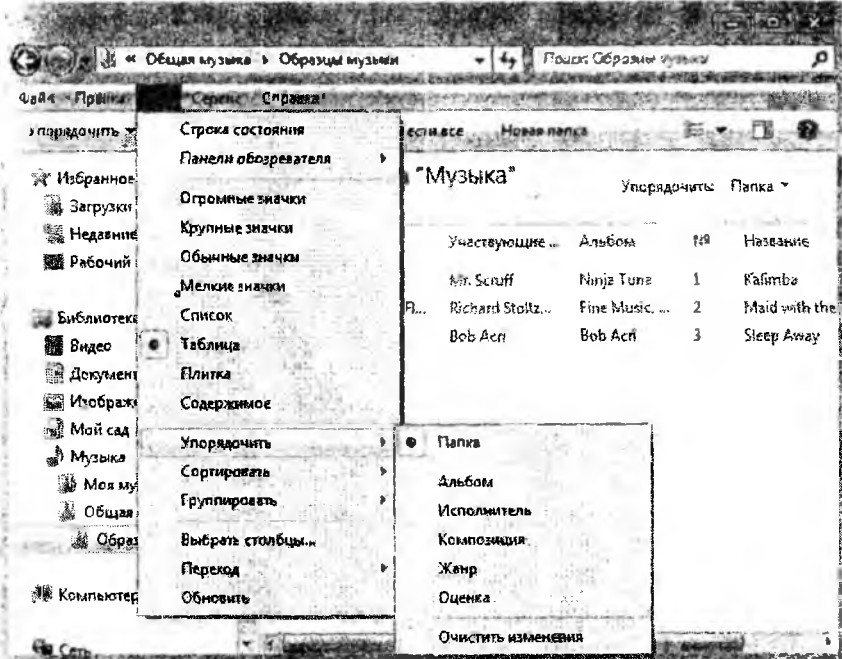 « Общая музыка › Образцы музыки Поиск: Образцы музыки
Файл Правка Сервис Справка
Упорядочить Новая папка
Строка состояния
Панели обозревателя
Огромные значки
Крупные значки
Обычные значки
Мелкие значки
Список
Таблица
Плитка
Содержимое
Упорядочить
Сортировать
Группировать
Выбрать столбцы...
Переход
Обновить
Избранное
Загрузки
Недавние
Рабочий
Библиотеки
Видео
Документ
Изображ
Мой сад
Музыка
Моя му
Общая
Образ
Компьютер
Сеть
"Музыка"
Упорядочить: Папка
Участвующие ... Альбом № Название
Mr. Scruff Ninja Tuna 1 Kalimba
Richard Stoltz... Fine Music, ... 2 Maid with the
Bob Acri Bob Acri 3 Sleep Away
Папка
Альбом
Исполнитель
Композиция
Жанр
Оценка
Очистить изменения